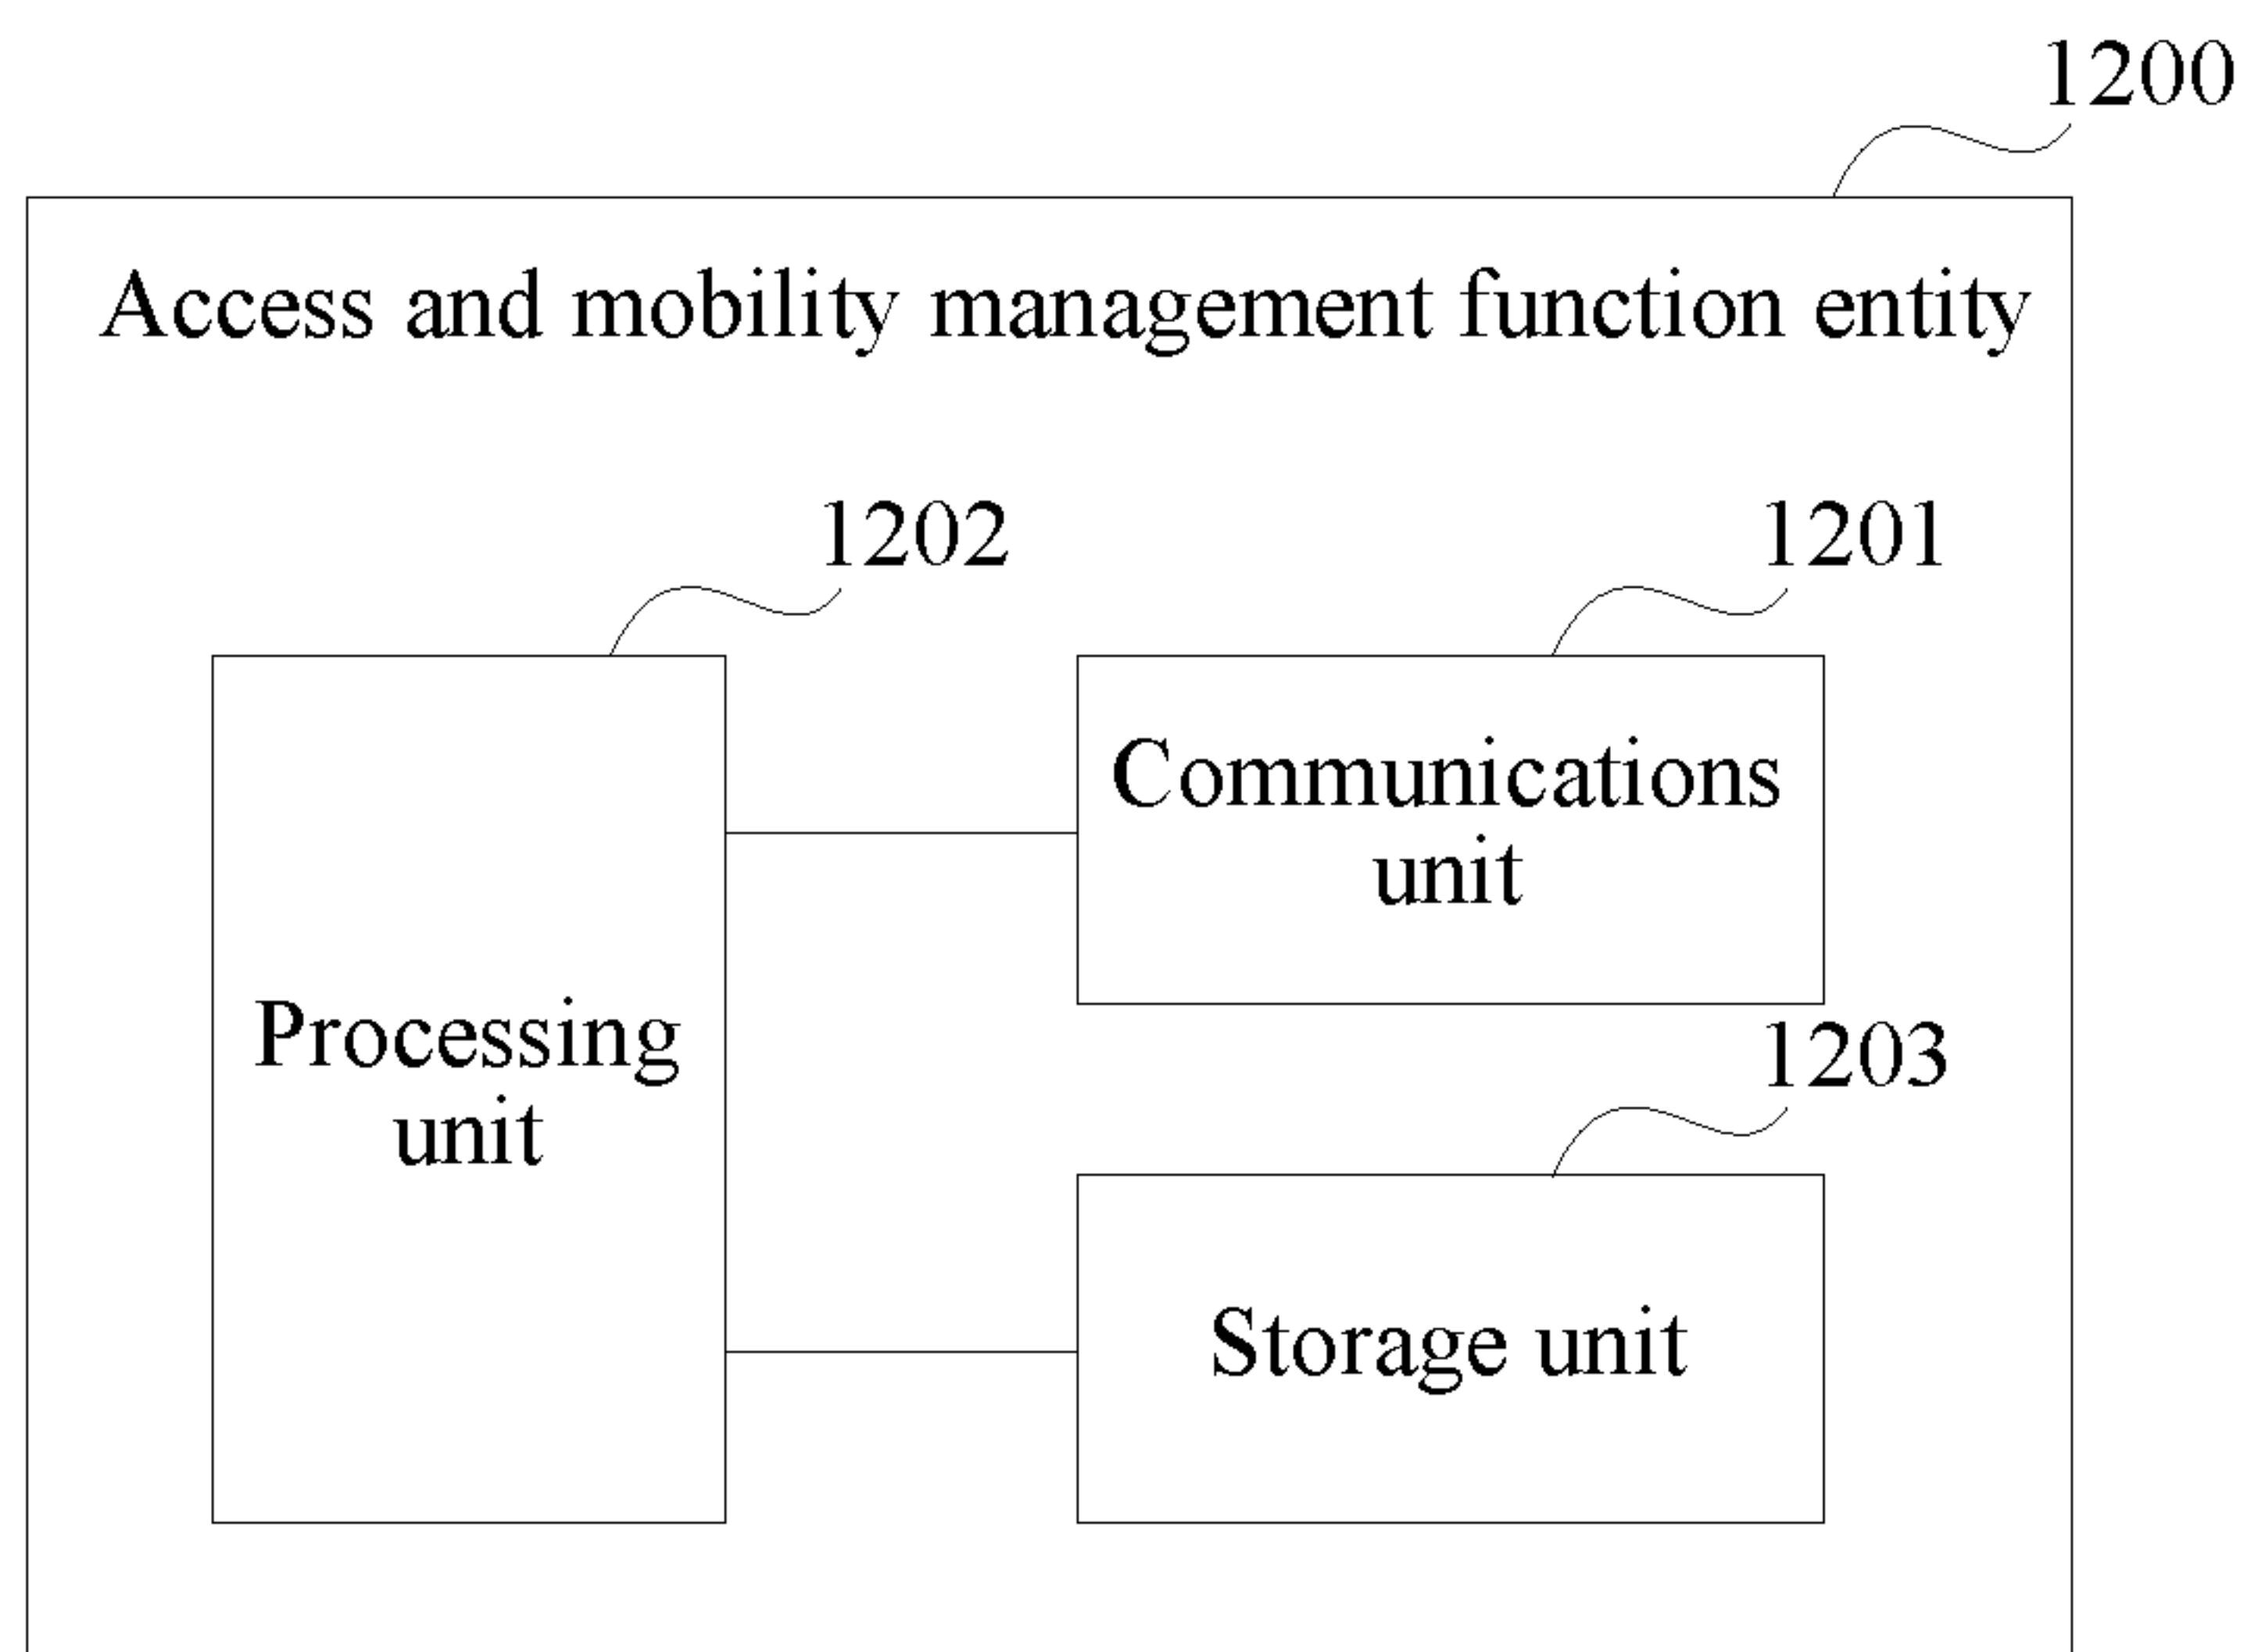 1200
Access and mobility management function entity
1202
1201
Communications
unit
Processing
unit
1203
Storage unit